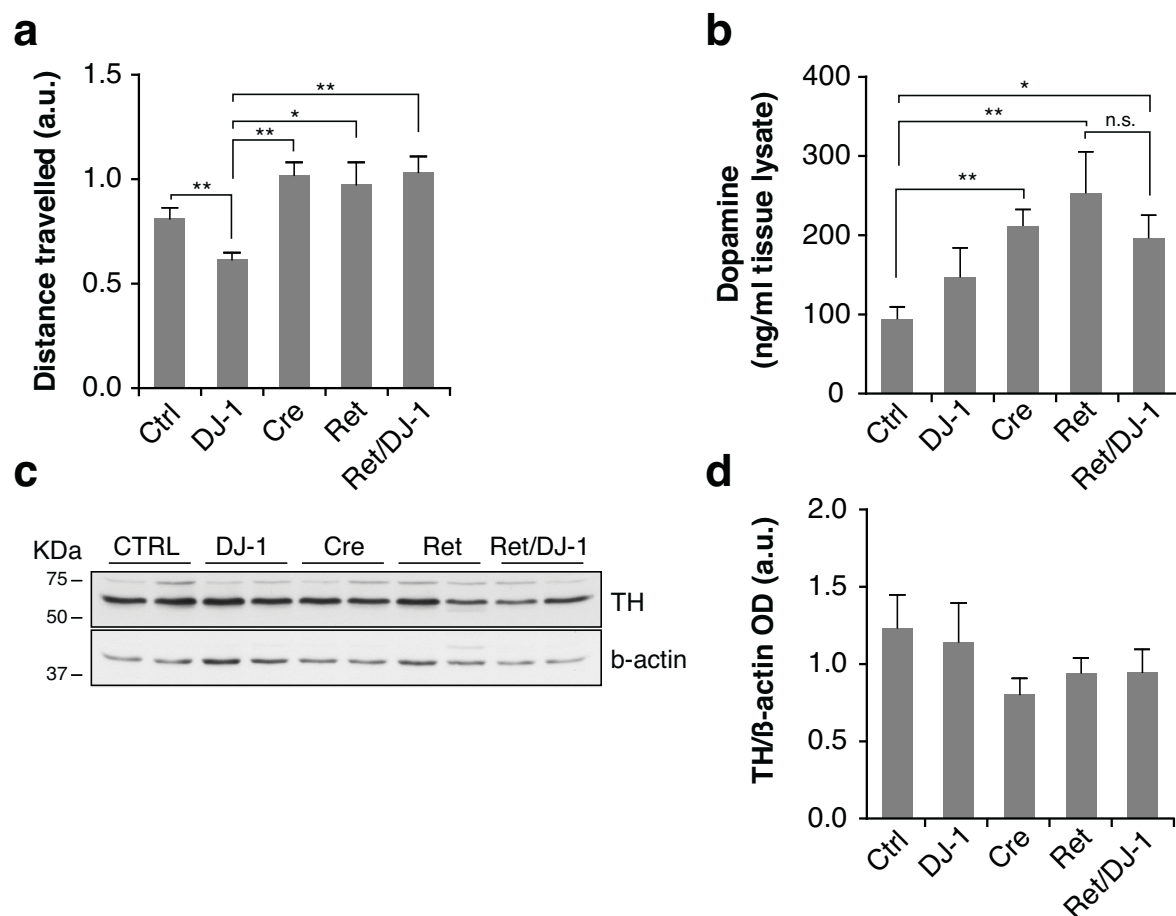 a
Distance travelled (a.u.)
1.5
1.0
0.5
0.0
**
*
**
**
Ctrl
DJ-1
Cre
Ret
Ret/DJ-1
b
Dopamine
(ng/ml tissue lysate)
400
300
200
100
0
*
**
n.s.
**
Ctrl
DJ-1
Cre
Ret
Ret/DJ-1
c
KDa CTRL DJ-1 Cre Ret Ret/DJ-1
75
50
TH
37
b-actin
d
TH/ß-actin OD (a.u.)
2.0
1.5
1.0
0.5
0.0
Ctrl
DJ-1
Cre
Ret
Ret/DJ-1